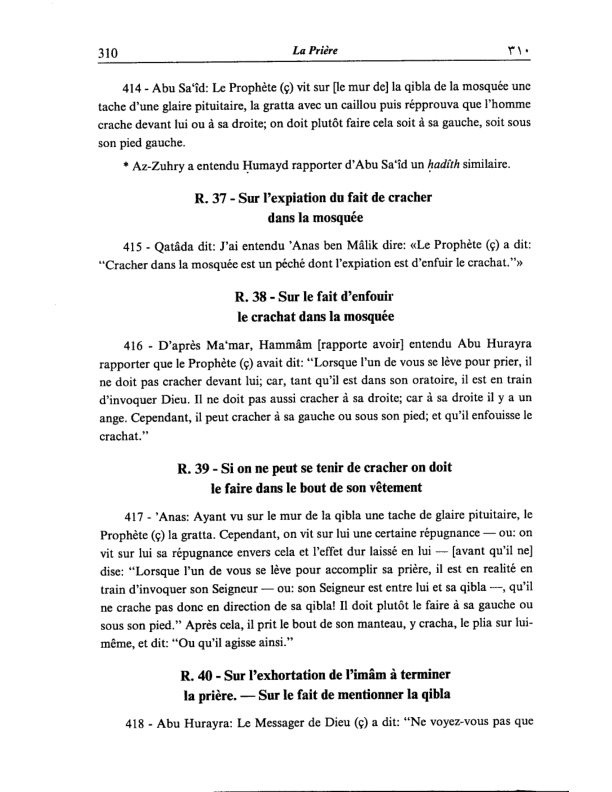 310 La Prière ٣١٠
414 - Abu Sa‘îd: Le Prophète (ç) vit sur [le mur de] la qibla de la mosquée une
tache d'une glaire pituitaire, la gratta avec un caillou puis répprouva que l'homme
crache devant lui ou à sa droite; on doit plutôt faire cela soit à sa gauche, soit sous
son pied gauche.
* Az-Zuhry a entendu Ḥumayd rapporter d'Abu Sa‘îd un ḥadîth similaire.
R. 37 - Sur l'expiation du fait de cracher
dans la mosquée
415 - Qatâda dit: J'ai entendu ’Anas ben Mâlik dire: «Le Prophète (ç) a dit:
“Cracher dans la mosquée est un péché dont l'expiation est d'enfuir le crachat.”»
R. 38 - Sur le fait d'enfouir
le crachat dans la mosquée
416 - D'après Ma‘mar, Hammâm [rapporte avoir] entendu Abu Hurayra
rapporter que le Prophète (ç) avait dit: “Lorsque l'un de vous se lève pour prier, il
ne doit pas cracher devant lui; car, tant qu'il est dans son oratoire, il est en train
d'invoquer Dieu. Il ne doit pas aussi cracher à sa droite; car à sa droite il y a un
ange. Cependant, il peut cracher à sa gauche ou sous son pied; et qu'il enfouisse le
crachat.”
R. 39 - Si on ne peut se tenir de cracher on doit
le faire dans le bout de son vêtement
417 - ’Anas: Ayant vu sur le mur de la qibla une tache de glaire pituitaire, le
Prophète (ç) la gratta. Cependant, on vit sur lui une certaine répugnance — ou: on
vit sur lui sa répugnance envers cela et l'effet dur laissé en lui — [avant qu'il ne]
dise: “Lorsque l'un de vous se lève pour accomplir sa prière, il est en realité en
train d'invoquer son Seigneur — ou: son Seigneur est entre lui et sa qibla —, qu'il
ne crache pas donc en direction de sa qibla! Il doit plutôt le faire à sa gauche ou
sous son pied.” Après cela, il prit le bout de son manteau, y cracha, le plia sur lui-
même, et dit: “Ou qu'il agisse ainsi.”
R. 40 - Sur l'exhortation de l'imâm à terminer
la prière. — Sur le fait de mentionner la qibla
418 - Abu Hurayra: Le Messager de Dieu (ç) a dit: “Ne voyez-vous pas que